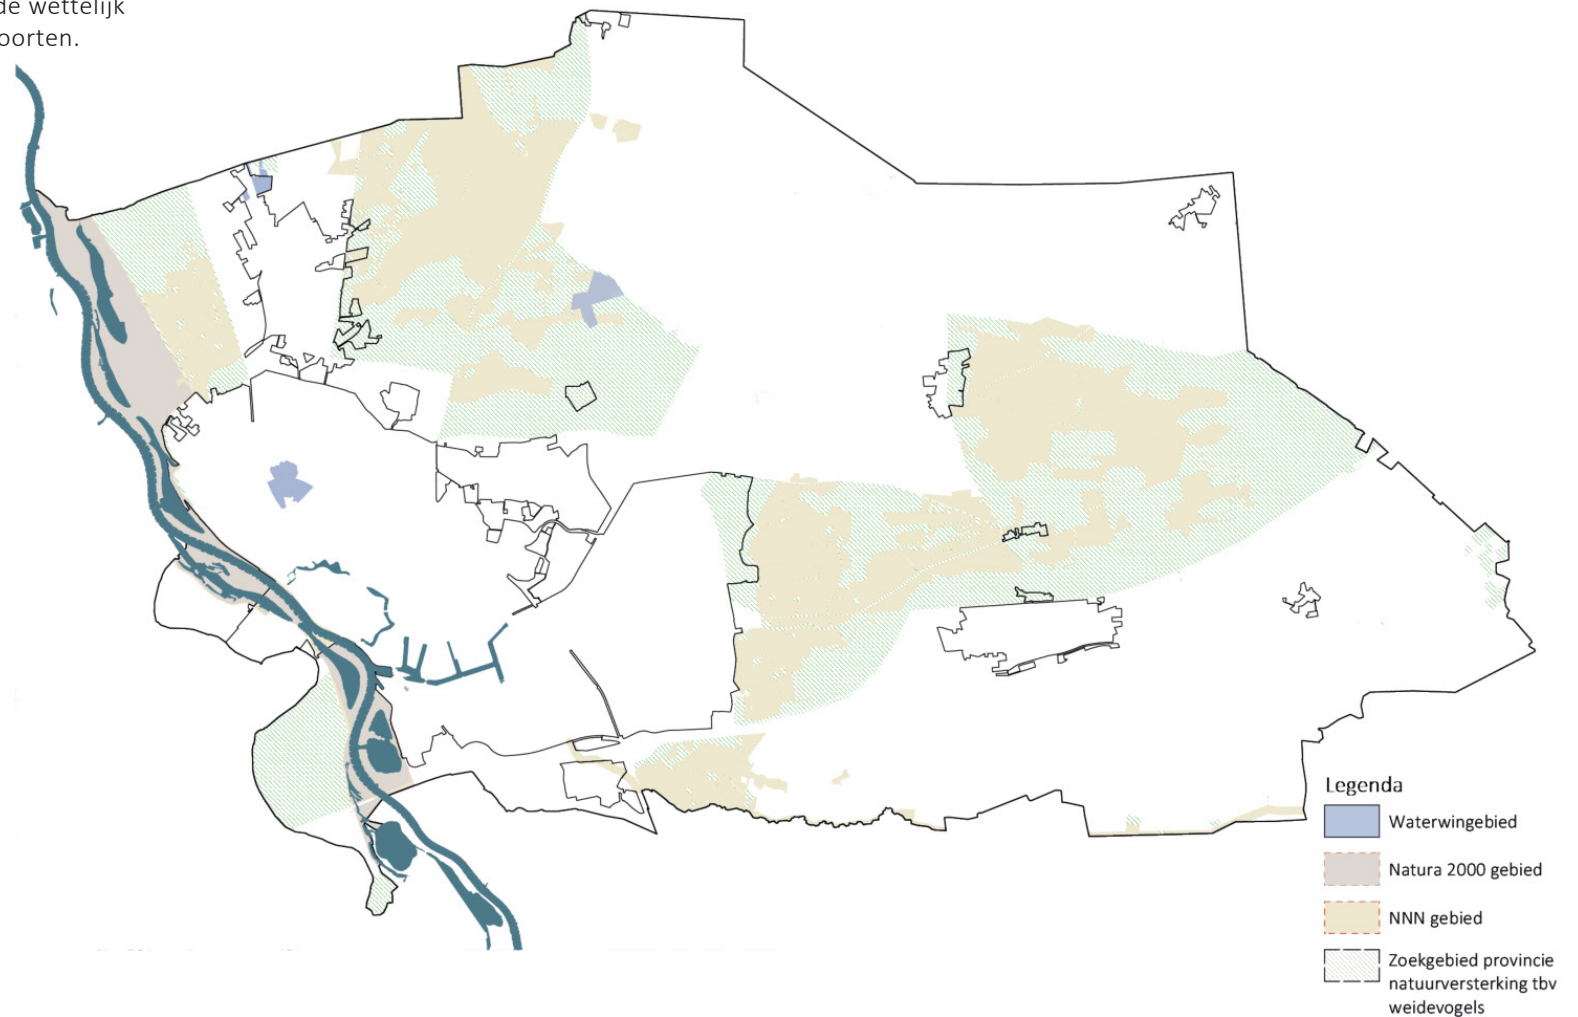 de wettelijk
oorten.
Legenda
Waterwingebied
Natura 2000 gebied
NNN gebied
Zoekgebied provincie
natuurversterking tbv
weidevogels